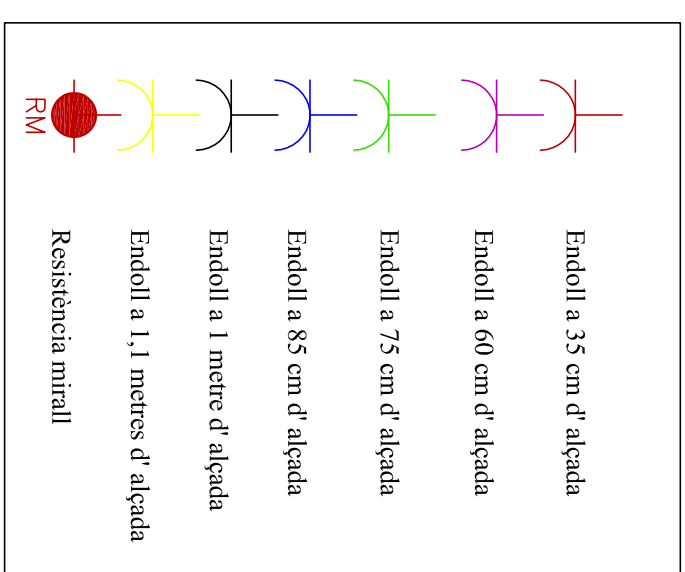 Endoll a 35 cm d' alçada
Endoll a 60 cm d' alçada
Endoll a 75 cm d' alçada
Endoll a 85 cm d' alçada
Endoll a 1 metre d' alçada
Endoll a 1,1 metres d' alçada
Resistència mirall
RM